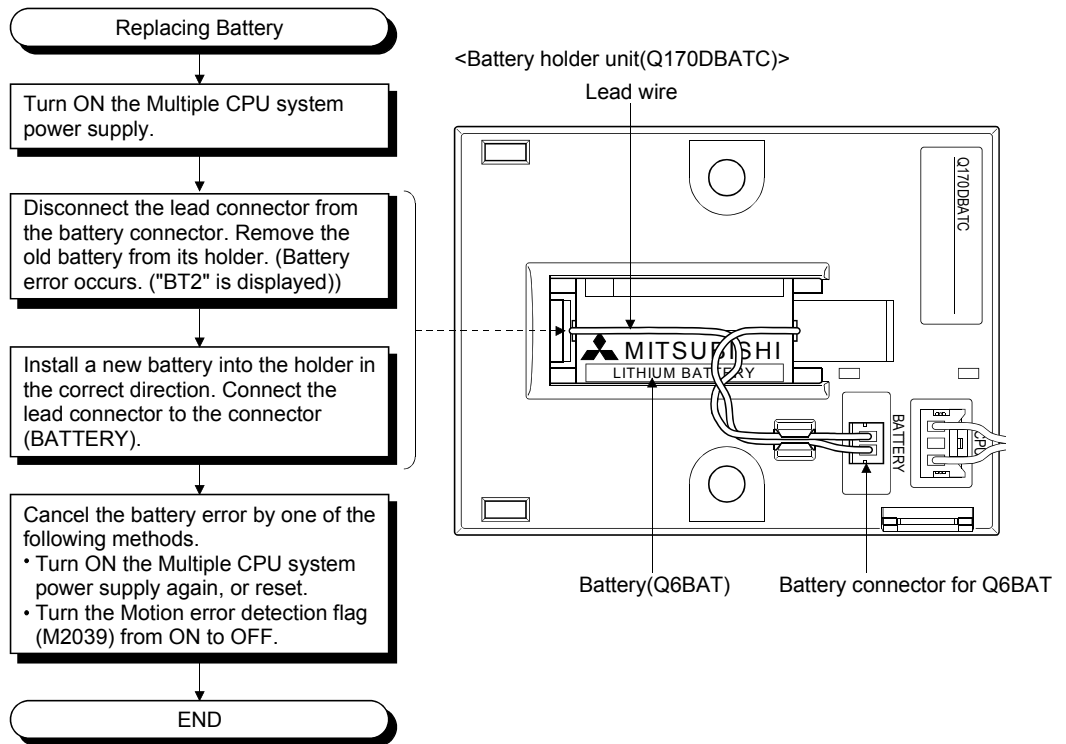 Replacing Battery
Turn ON the Multiple CPU system
power supply.
Disconnect the lead connector from
the battery connector. Remove the
old battery from its holder. (Battery
error occurs. ("BT2" is displayed))
Install a new battery into the holder in
the correct direction. Connect the
lead connector to the connector
(BATTERY).
Cancel the battery error by one of the
following methods.
• Turn ON the Multiple CPU system
power supply again, or reset.
• Turn the Motion error detection flag
(M2039) from ON to OFF.
END
<Battery holder unit(Q170DBATC)>
Lead wire
Q170DBATC
MITSUBISHI
LITHIUM BATTERY
BATTERY
CPU
Battery(Q6BAT)
Battery connector for Q6BAT